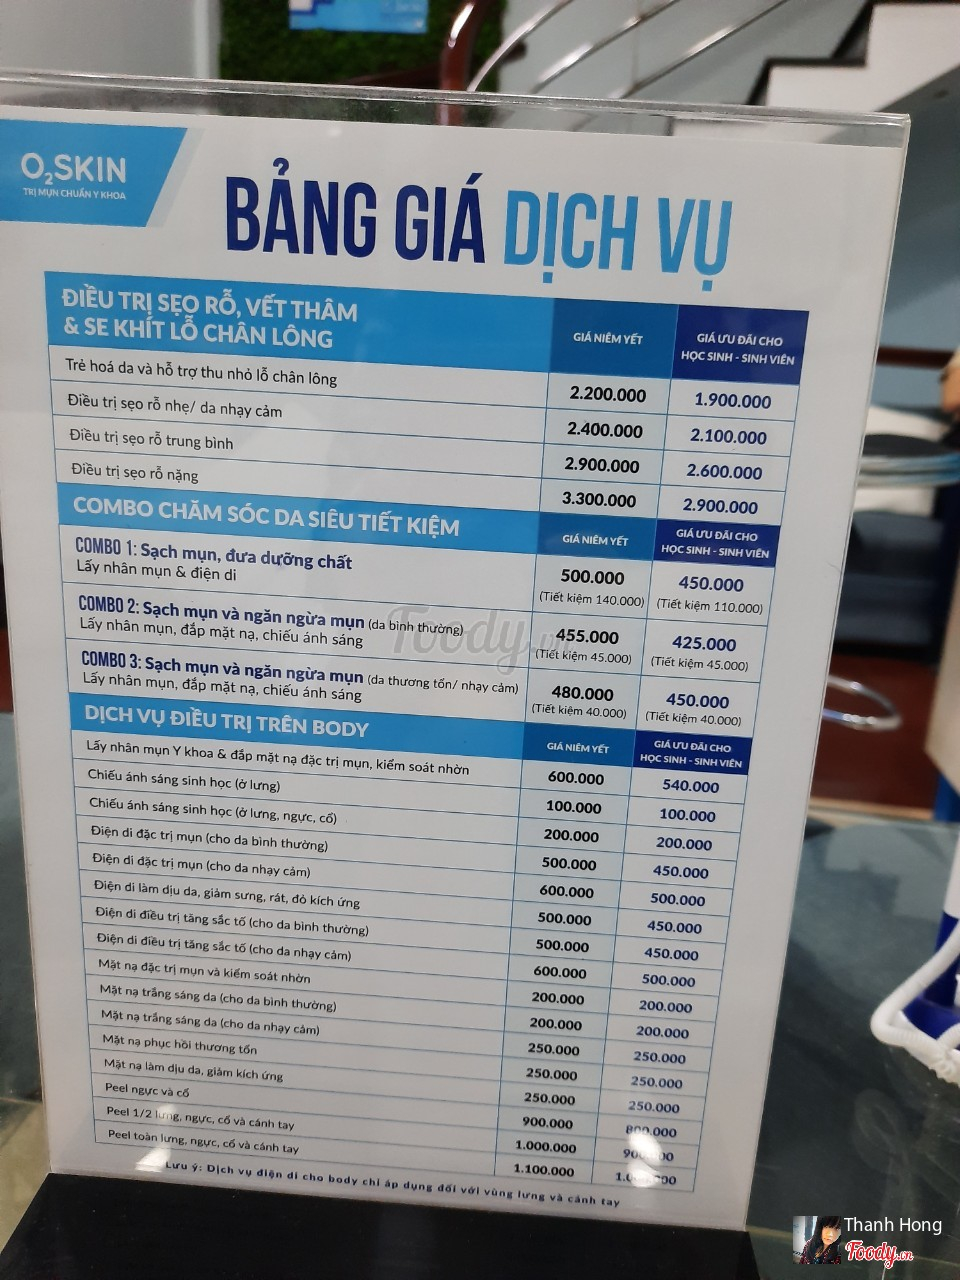 O₂SKIN
TRỊ MỤN CHUẨN Y KHOA
BẢNG GIÁ DỊCH VỤ
ĐIỀU TRỊ SẸO RỖ, VẾT THÂM & SE KHÍT LỖ CHÂN LÔNG GIÁ NIÊM YẾT GIÁ ƯU ĐÃI CHO HỌC SINH - SINH VIÊN
Trẻ hoá da và hỗ trợ thu nhỏ lỗ chân lông 2.200.000 1.900.000
Điều trị sẹo rỗ nhẹ/ da nhạy cảm 2.400.000 2.100.000
Điều trị sẹo rỗ trung bình 2.900.000 2.600.000
Điều trị sẹo rỗ nặng 3.300.000 2.900.000
COMBO CHĂM SÓC DA SIÊU TIẾT KIỆM GIÁ NIÊM YẾT GIÁ ƯU ĐÃI CHO HỌC SINH - SINH VIÊN
COMBO 1: Sạch mụn, đưa dưỡng chất 500.000 450.000
Lấy nhân mụn & điện di (Tiết kiệm 140.000) (Tiết kiệm 110.000)
COMBO 2: Sạch mụn và ngăn ngừa mụn (da bình thường) 455.000 425.000
Lấy nhân mụn, đắp mặt nạ, chiếu ánh sáng (Tiết kiệm 45.000) (Tiết kiệm 45.000)
COMBO 3: Sạch mụn và ngăn ngừa mụn (da thương tổn/ nhạy cảm) 480.000 450.000
Lấy nhân mụn, đắp mặt nạ, chiếu ánh sáng (Tiết kiệm 40.000) (Tiết kiệm 40.000)
DỊCH VỤ ĐIỀU TRỊ TRÊN BODY GIÁ NIÊM YẾT GIÁ ƯU ĐÃI CHO HỌC SINH - SINH VIÊN
Lấy nhân mụn Y khoa & đắp mặt nạ đặc trị mụn, kiểm soát nhờn 600.000 540.000
Chiếu ánh sáng sinh học (ở lưng) 100.000 100.000
Chiếu ánh sáng sinh học (ở lưng, ngực, cổ) 200.000 200.000
Điện di đặc trị mụn (cho da bình thường) 500.000 450.000
Điện di đặc trị mụn (cho da nhạy cảm) 600.000 500.000
Điện di làm dịu da, giảm sưng, rát, đỏ kích ứng 500.000 450.000
Điện di điều trị tăng sắc tố (cho da bình thường) 500.000 450.000
Điện di điều trị tăng sắc tố (cho da nhạy cảm) 600.000 500.000
Mặt nạ đặc trị mụn và kiểm soát nhờn 200.000 200.000
Mặt nạ trắng sáng da (cho da bình thường) 200.000 200.000
Mặt nạ trắng sáng da (cho da nhạy cảm) 250.000 250.000
Mặt nạ phục hồi thương tổn 250.000 250.000
Mặt nạ làm dịu da, giảm kích ứng 250.000 250.000
Peel ngực và cổ 900.000 800.000
Peel 1/2 lưng, ngực, cổ và cánh tay 1.000.000
Peel toàn lưng, ngực, cổ và cánh tay 1.100.000
Lưu ý: Dịch vụ điện di cho body chỉ áp dụng đối với vùng lưng và cánh tay
Foody.vn
Thanh Hong
Foody.vn